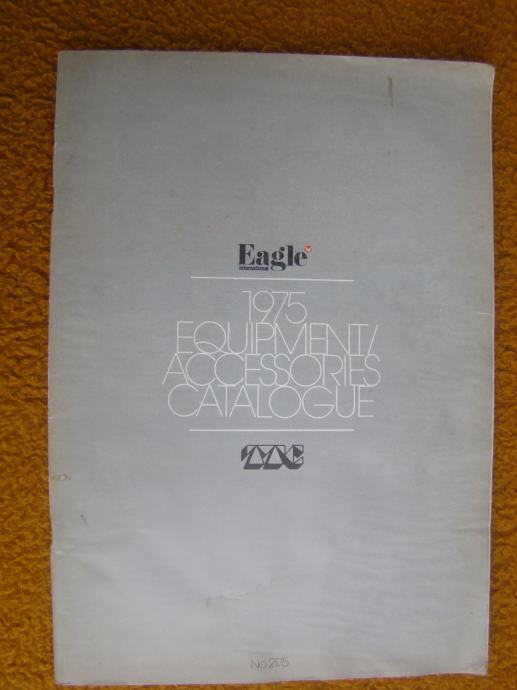 Eagle
international
1975
EQUIPMENT/
ACCESSORIES
CATALOGUE
No. 2175